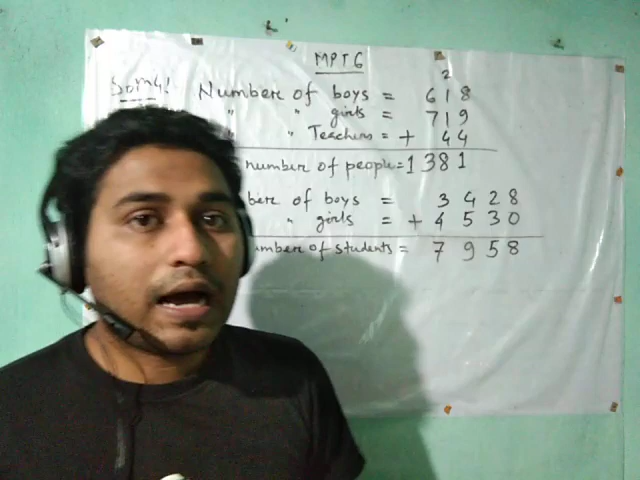 MPT6
2
Number of boys = 618
" " girls = 719
" Teachers = + 44
number of people = 1381
ber of boys = 3428
" girls = + 4530
umber of students = 7958